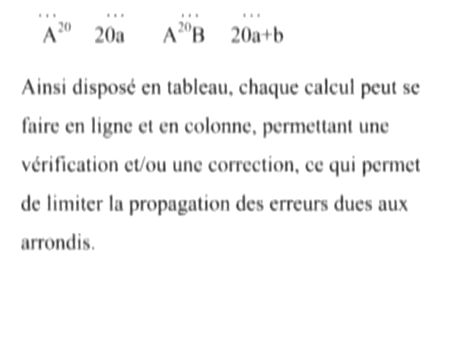 ... ... ... ...
A²⁰ 20a A²⁰B 20a+b
Ainsi disposé en tableau, chaque calcul peut se
faire en ligne et en colonne, permettant une
vérification et/ou une correction, ce qui permet
de limiter la propagation des erreurs dues aux
arrondis.